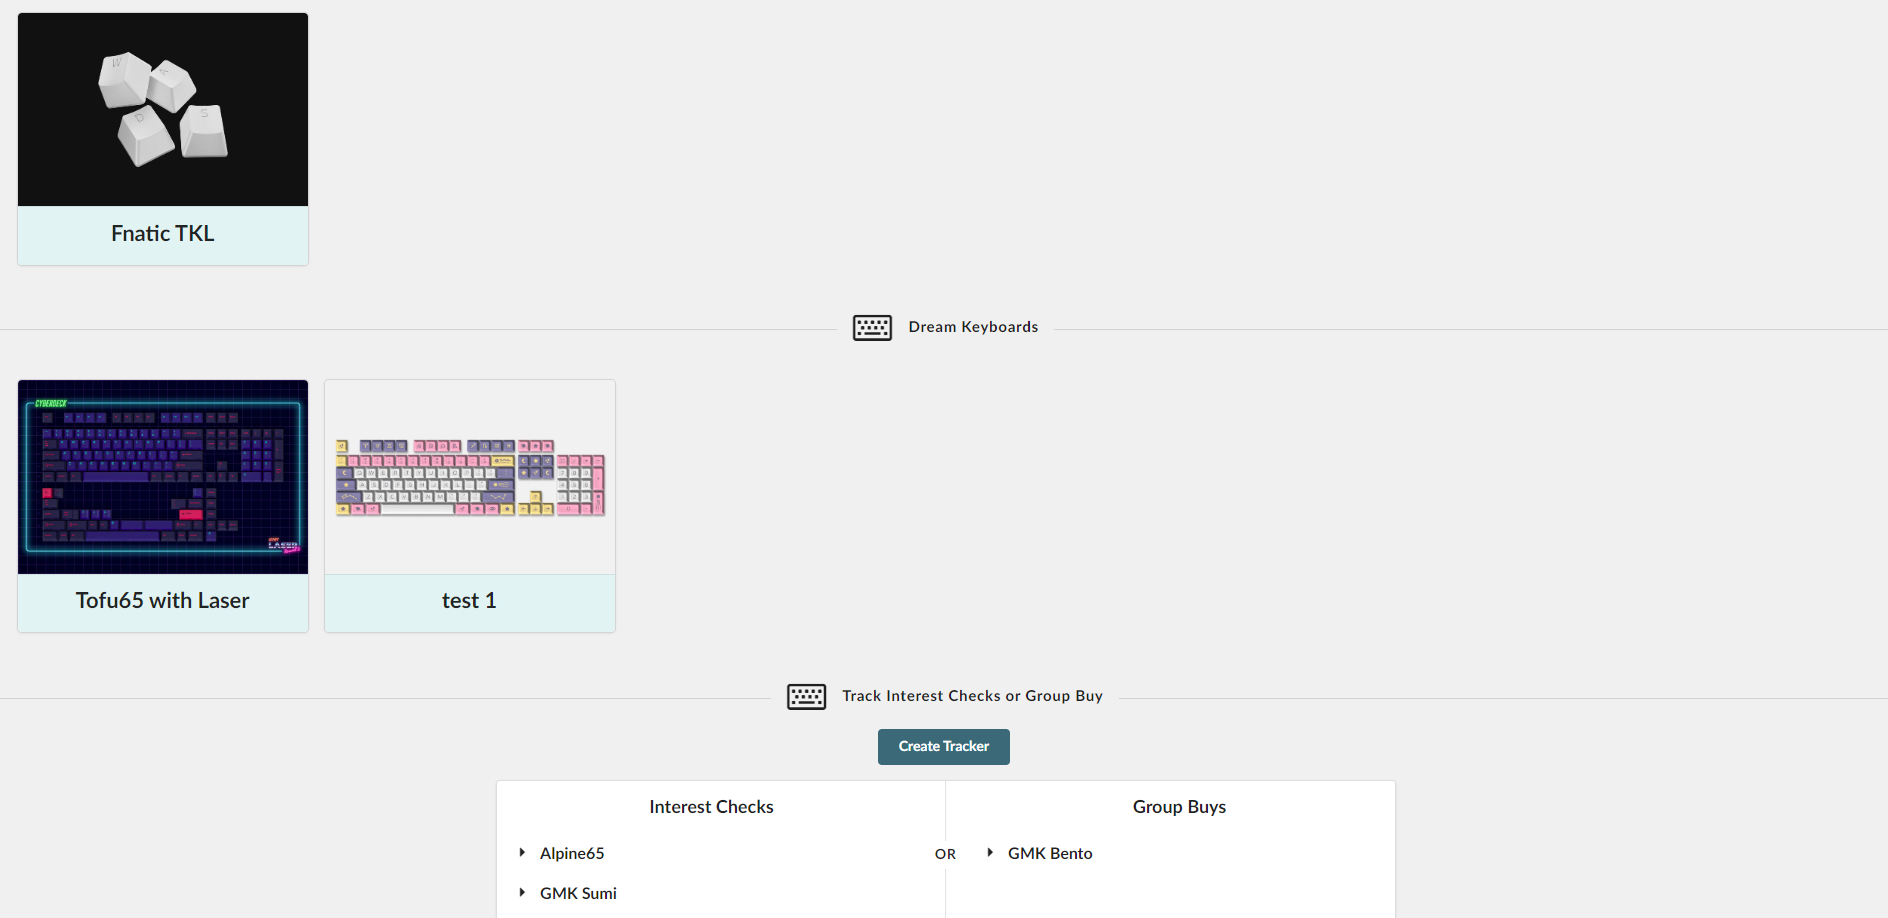 W
A
D
S
Fnatic TKL
Dream Keyboards
CYBERDECK
LASER
Tofu65 with Laser
test 1
Track Interest Checks or Group Buy
Create Tracker
Interest Checks
Group Buys
Alpine65
OR
GMK Bento
GMK Sumi